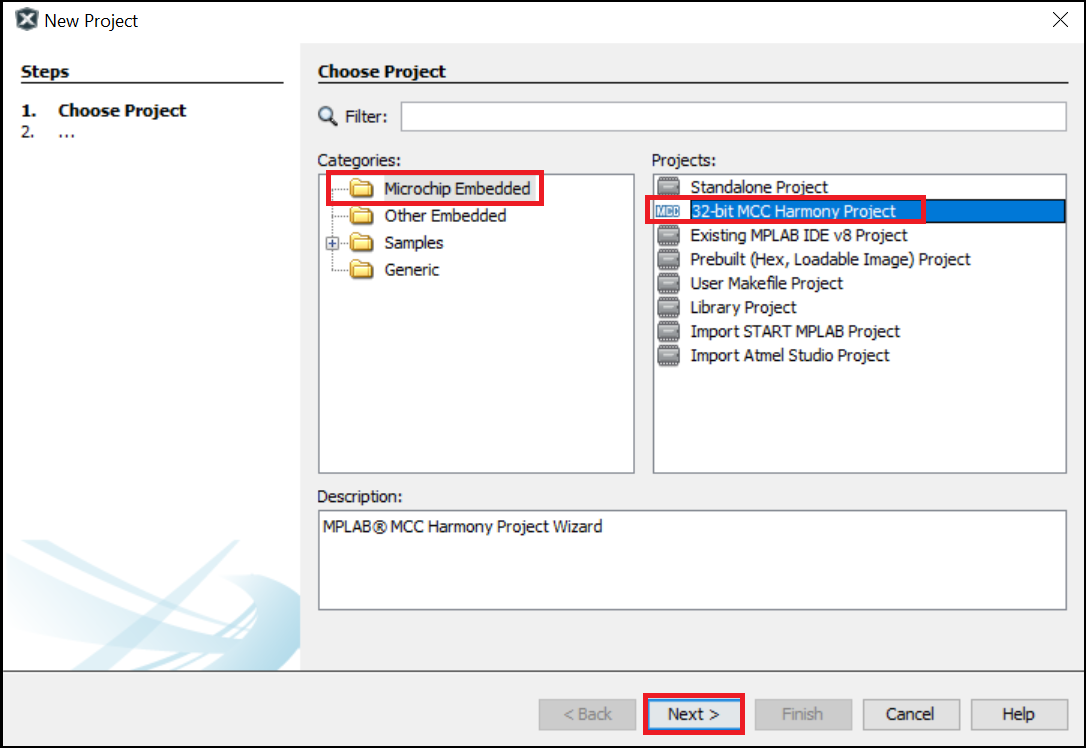 New Project
Steps
1. Choose Project
2. ...
Choose Project
Filter:
Categories:
Microchip Embedded
Other Embedded
Samples
Generic
Projects:
Standalone Project
MCC 32-bit MCC Harmony Project
Existing MPLAB IDE v8 Project
Prebuilt (Hex, Loadable Image) Project
User Makefile Project
Library Project
Import START MPLAB Project
Import Atmel Studio Project
Description:
MPLAB® MCC Harmony Project Wizard
< Back
Next >
Finish
Cancel
Help